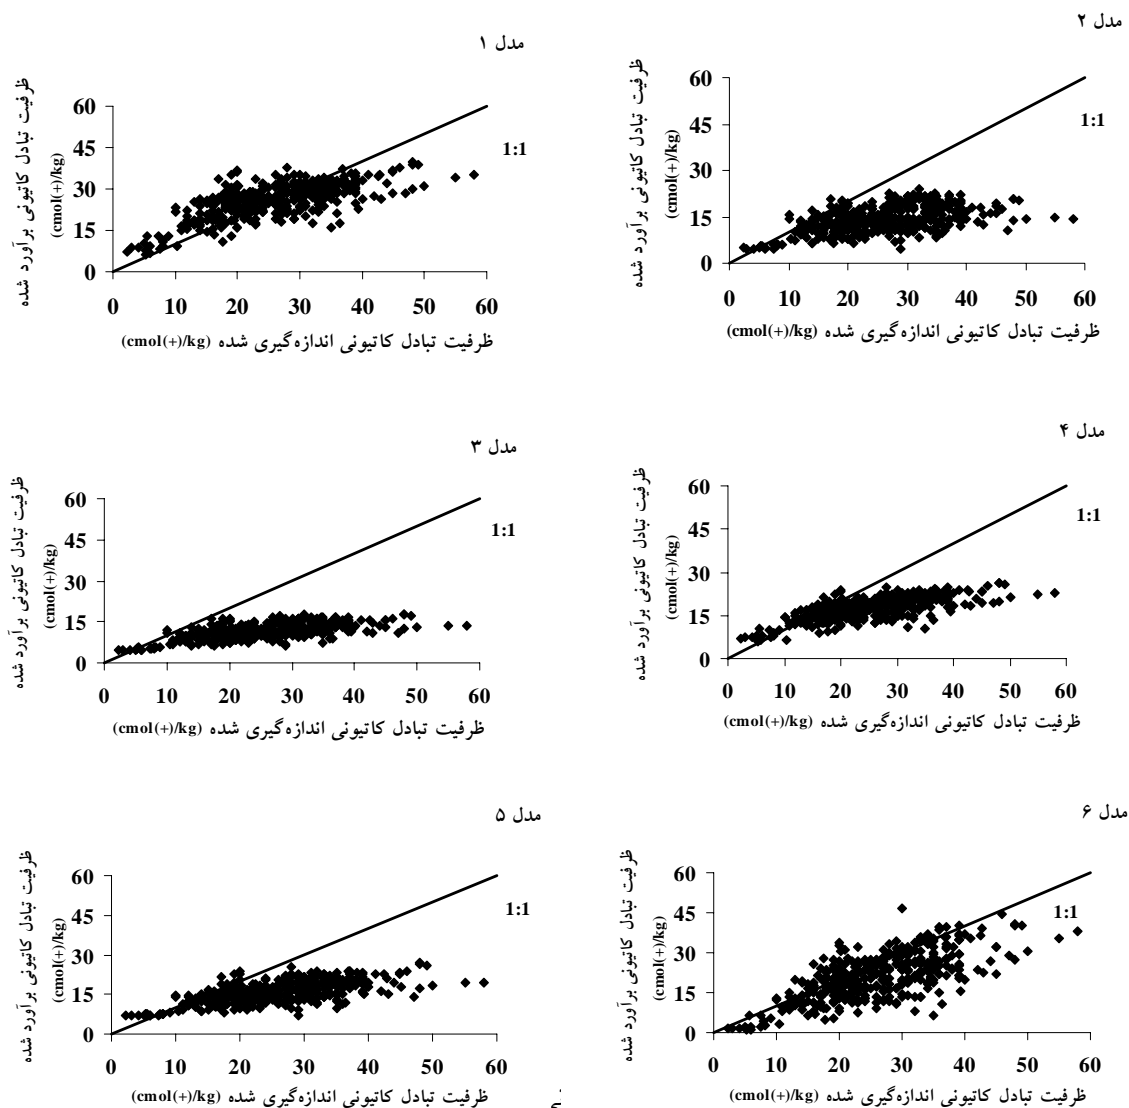 مدل ۱
ظرفیت تبادل کاتیونی برآورد شده
(cmol(+)/kg)
60
45
30
15
0
1:1
0 10 20 30 40 50 60
ظرفیت تبادل کاتیونی اندازه‌گیری شده (cmol(+)/kg)
مدل ۲
ظرفیت تبادل کاتیونی برآورد شده
(cmol(+)/kg)
60
45
30
15
0
1:1
0 10 20 30 40 50 60
ظرفیت تبادل کاتیونی اندازه‌گیری شده (cmol(+)/kg)
مدل ۳
ظرفیت تبادل کاتیونی برآورد شده
(cmol(+)/kg)
60
45
30
15
0
1:1
0 10 20 30 40 50 60
ظرفیت تبادل کاتیونی اندازه‌گیری شده (cmol(+)/kg)
مدل ۴
ظرفیت تبادل کاتیونی برآورد شده
(cmol(+)/kg)
60
45
30
15
0
1:1
0 10 20 30 40 50 60
ظرفیت تبادل کاتیونی اندازه‌گیری شده (cmol(+)/kg)
مدل ۵
ظرفیت تبادل کاتیونی برآورد شده
(cmol(+)/kg)
60
45
30
15
0
1:1
0 10 20 30 40 50 60
ظرفیت تبادل کاتیونی اندازه‌گیری شده (cmol(+)/kg)
مدل ۶
ظرفیت تبادل کاتیونی برآورد شده
(cmol(+)/kg)
60
45
30
15
0
1:1
0 10 20 30 40 50 60
ظرفیت تبادل کاتیونی اندازه‌گیری شده (cmol(+)/kg)